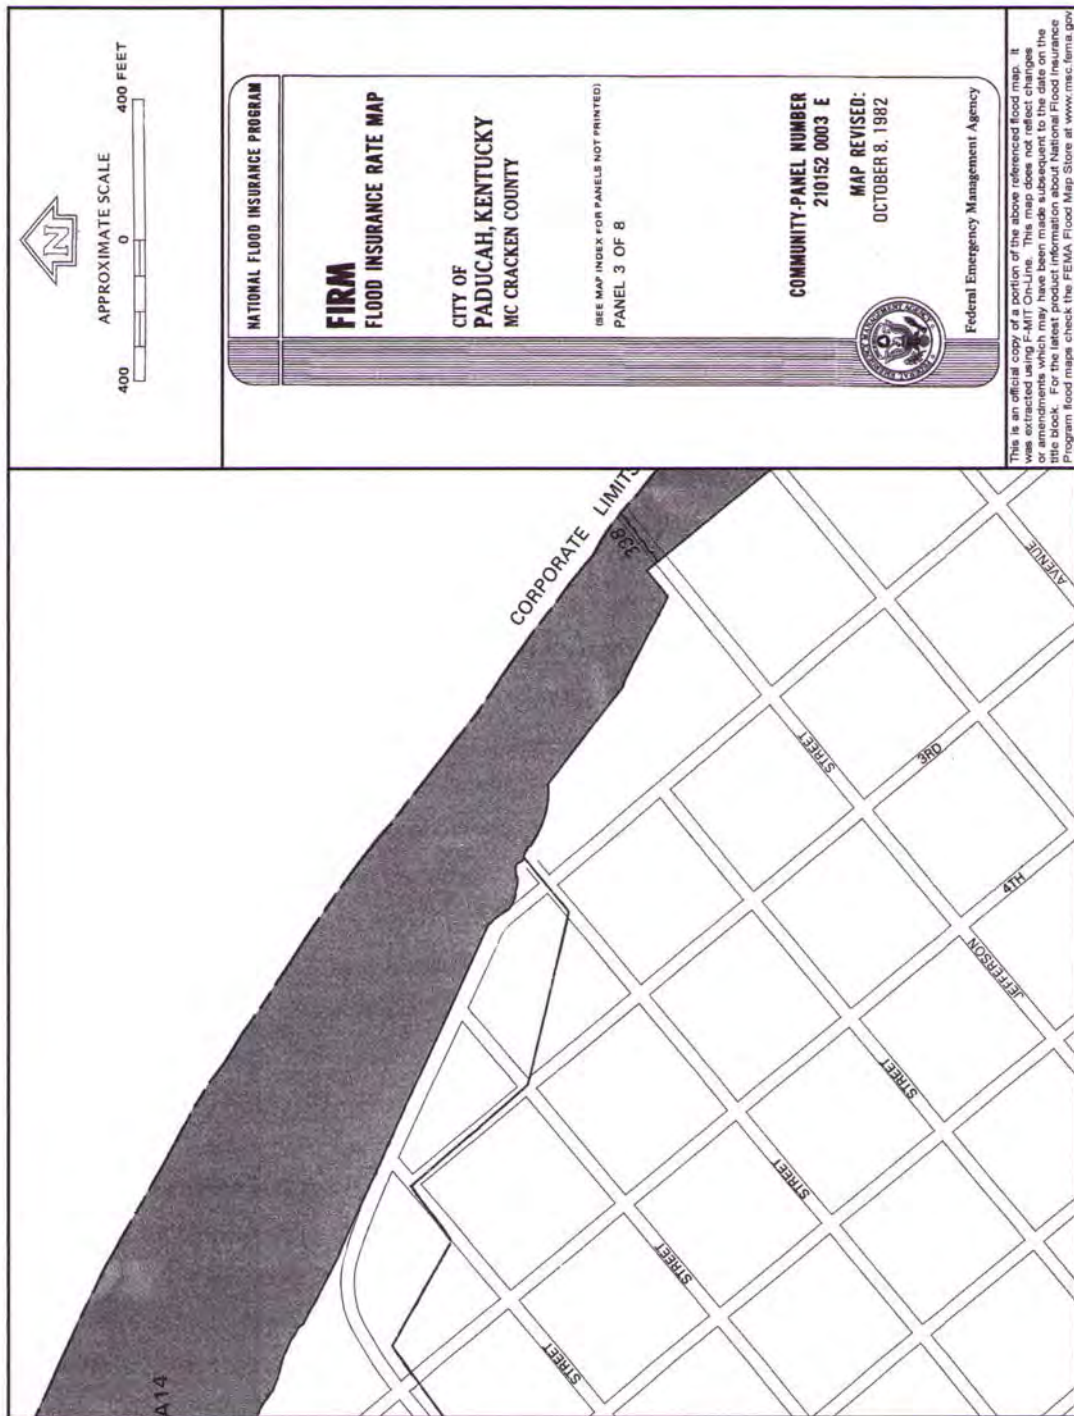 N
APPROXIMATE SCALE
400 0 400 FEET
NATIONAL FLOOD INSURANCE PROGRAM
FIRM
FLOOD INSURANCE RATE MAP
CITY OF
PADUCAH, KENTUCKY
MC CRACKEN COUNTY
(SEE MAP INDEX FOR PANELS NOT PRINTED)
PANEL 3 OF 8
COMMUNITY-PANEL NUMBER
210152 0003 E
MAP REVISED:
OCTOBER 8, 1982
FEDERAL EMERGENCY MANAGEMENT AGENCY
Federal Emergency Management Agency
This is an official copy of a portion of the above referenced flood map. It
was extracted using F-MIT On-Line. This map does not reflect changes
or amendments which may have been made subsequent to the date on the
title block. For the latest product information about National Flood Insurance
Program flood maps check the FEMA Flood Map Store at www.msc.fema.gov
CORPORATE LIMITS
338
A14
STREET
3RD
AVENUE
4TH
JEFFERSON
STREET
STREET
STREET
STREET